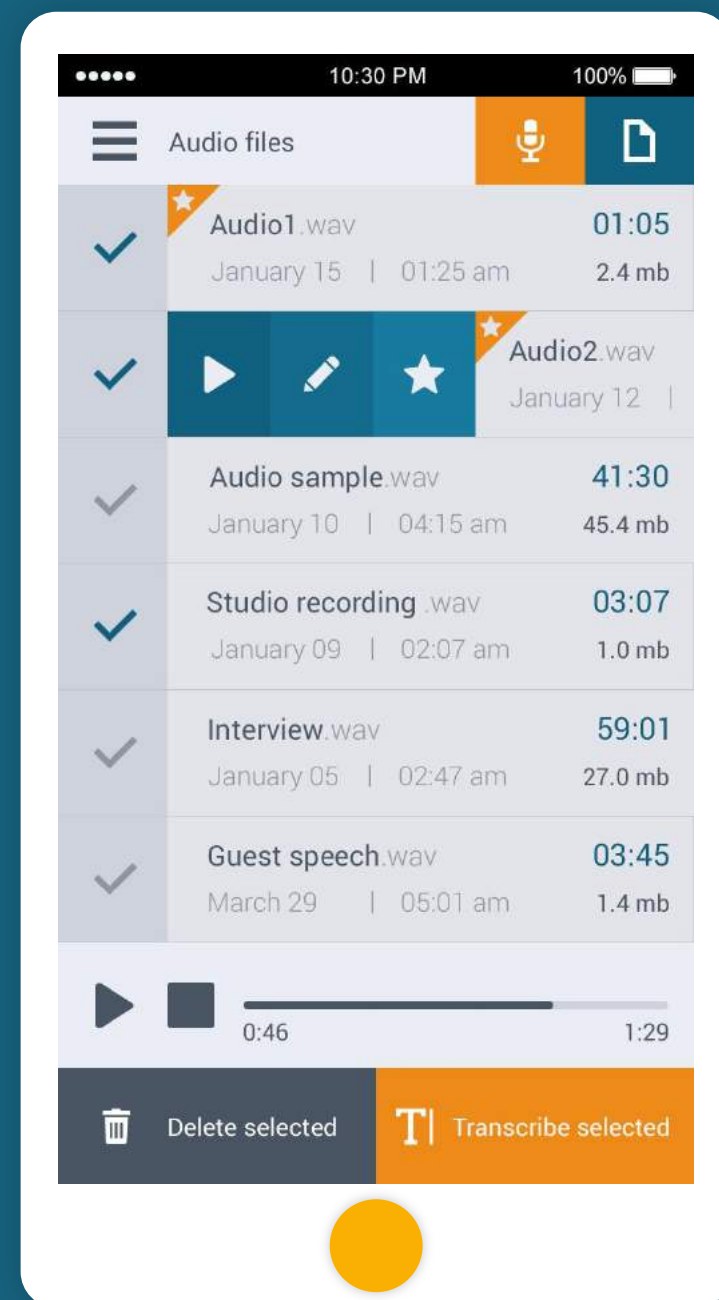 10:30 PM 100%
Audio files
Audio1.wav 01:05
January 15 | 01:25 am 2.4 mb
Audio2.wav
January 12 |
Audio sample.wav 41:30
January 10 | 04:15 am 45.4 mb
Studio recording .wav 03:07
January 09 | 02:07 am 1.0 mb
Interview.wav 59:01
January 05 | 02:47 am 27.0 mb
Guest speech.wav 03:45
March 29 | 05:01 am 1.4 mb
0:46 1:29
Delete selected T| Transcribe selected